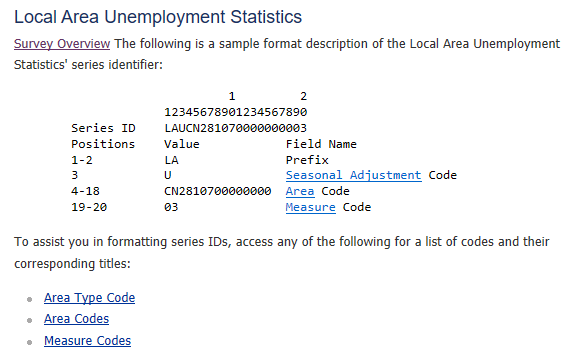 Local Area Unemployment Statistics
Survey Overview The following is a sample format description of the Local Area Unemployment
Statistics' series identifier:
1         2
12345678901234567890
Series ID    LAUCN281070000000003
Positions    Value            Field Name
1-2          LA               Prefix
3            U                Seasonal Adjustment Code
4-18         CN2810700000000  Area Code
19-20        03               Measure Code
To assist you in formatting series IDs, access any of the following for a list of codes and their
corresponding titles:
Area Type Code
Area Codes
Measure Codes